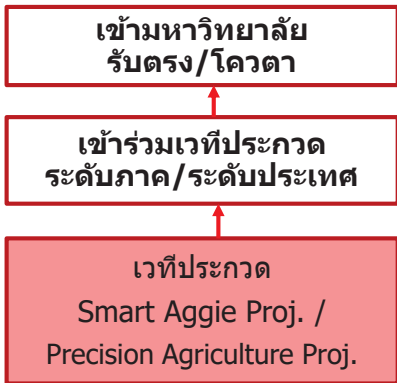 เข้ามหาวิทยาลัย
รับตรง/โควตา
เข้าร่วมเวทีประกวด
ระดับภาค/ระดับประเทศ
เวทีประกวด
Smart Aggie Proj. /
Precision Agriculture Proj.